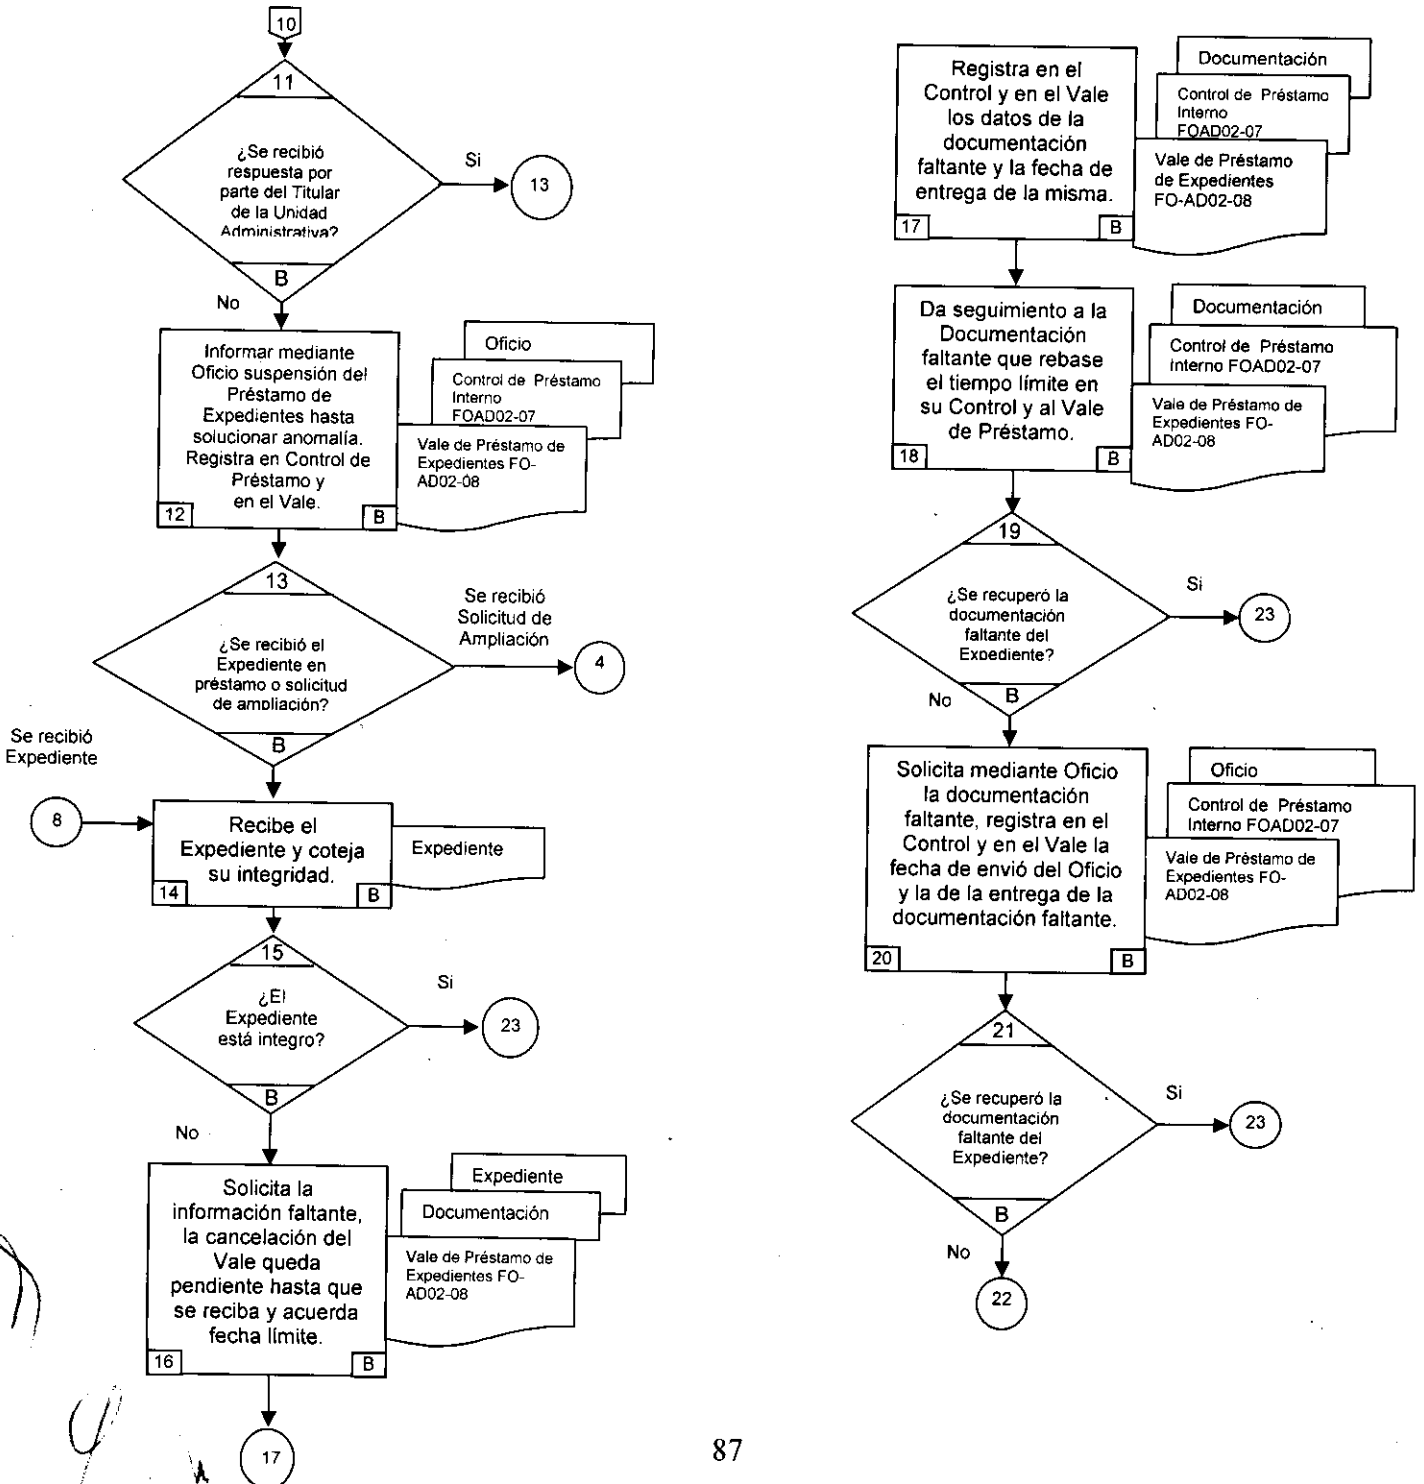 10
11
¿Se recibió
respuesta por
parte del Titular
de la Unidad
Administrativa?
B
Si
13
No
Informar mediante
Oficio suspensión del
Préstamo de
Expedientes hasta
solucionar anomalía.
Registra en Control de
Préstamo y
en el Vale.
12
B
Oficio
Control de Préstamo
Interno
FOAD02-07
Vale de Préstamo de
Expedientes FO-
AD02-08
13
¿Se recibió el
Expediente en
préstamo o solicitud
de ampliación?
B
Se recibió
Solicitud de
Ampliación
4
Se recibió
Expediente
8
Recibe el
Expediente y coteja
su integridad.
14
B
Expediente
15
¿El
Expediente
está integro?
B
Si
23
No
Solicita la
información faltante,
la cancelación del
Vale queda
pendiente hasta que
se reciba y acuerda
fecha límite.
16
B
Expediente
Documentación
Vale de Préstamo de
Expedientes FO-
AD02-08
17
Registra en el
Control y en el Vale
los datos de la
documentación
faltante y la fecha de
entrega de la misma.
17
B
Documentación
Control de Préstamo
Interno
FOAD02-07
Vale de Préstamo
de Expedientes
FO-AD02-08
Da seguimiento a la
Documentación
faltante que rebase
el tiempo límite en
su Control y al Vale
de Préstamo.
18
B
Documentación
Control de Préstamo
Interno FOAD02-07
Vale de Préstamo de
Expedientes FO-
AD02-08
19
¿Se recuperó la
documentación
faltante del
Expediente?
B
Si
23
No
Solicita mediante Oficio
la documentación
faltante, registra en el
Control y en el Vale la
fecha de envió del Oficio
y la de la entrega de la
documentación faltante.
20
B
Oficio
Control de Préstamo
Interno FOAD02-07
Vale de Préstamo de
Expedientes FO-
AD02-08
21
¿Se recuperó la
documentación
faltante del
Expediente?
B
Si
23
No
22
87